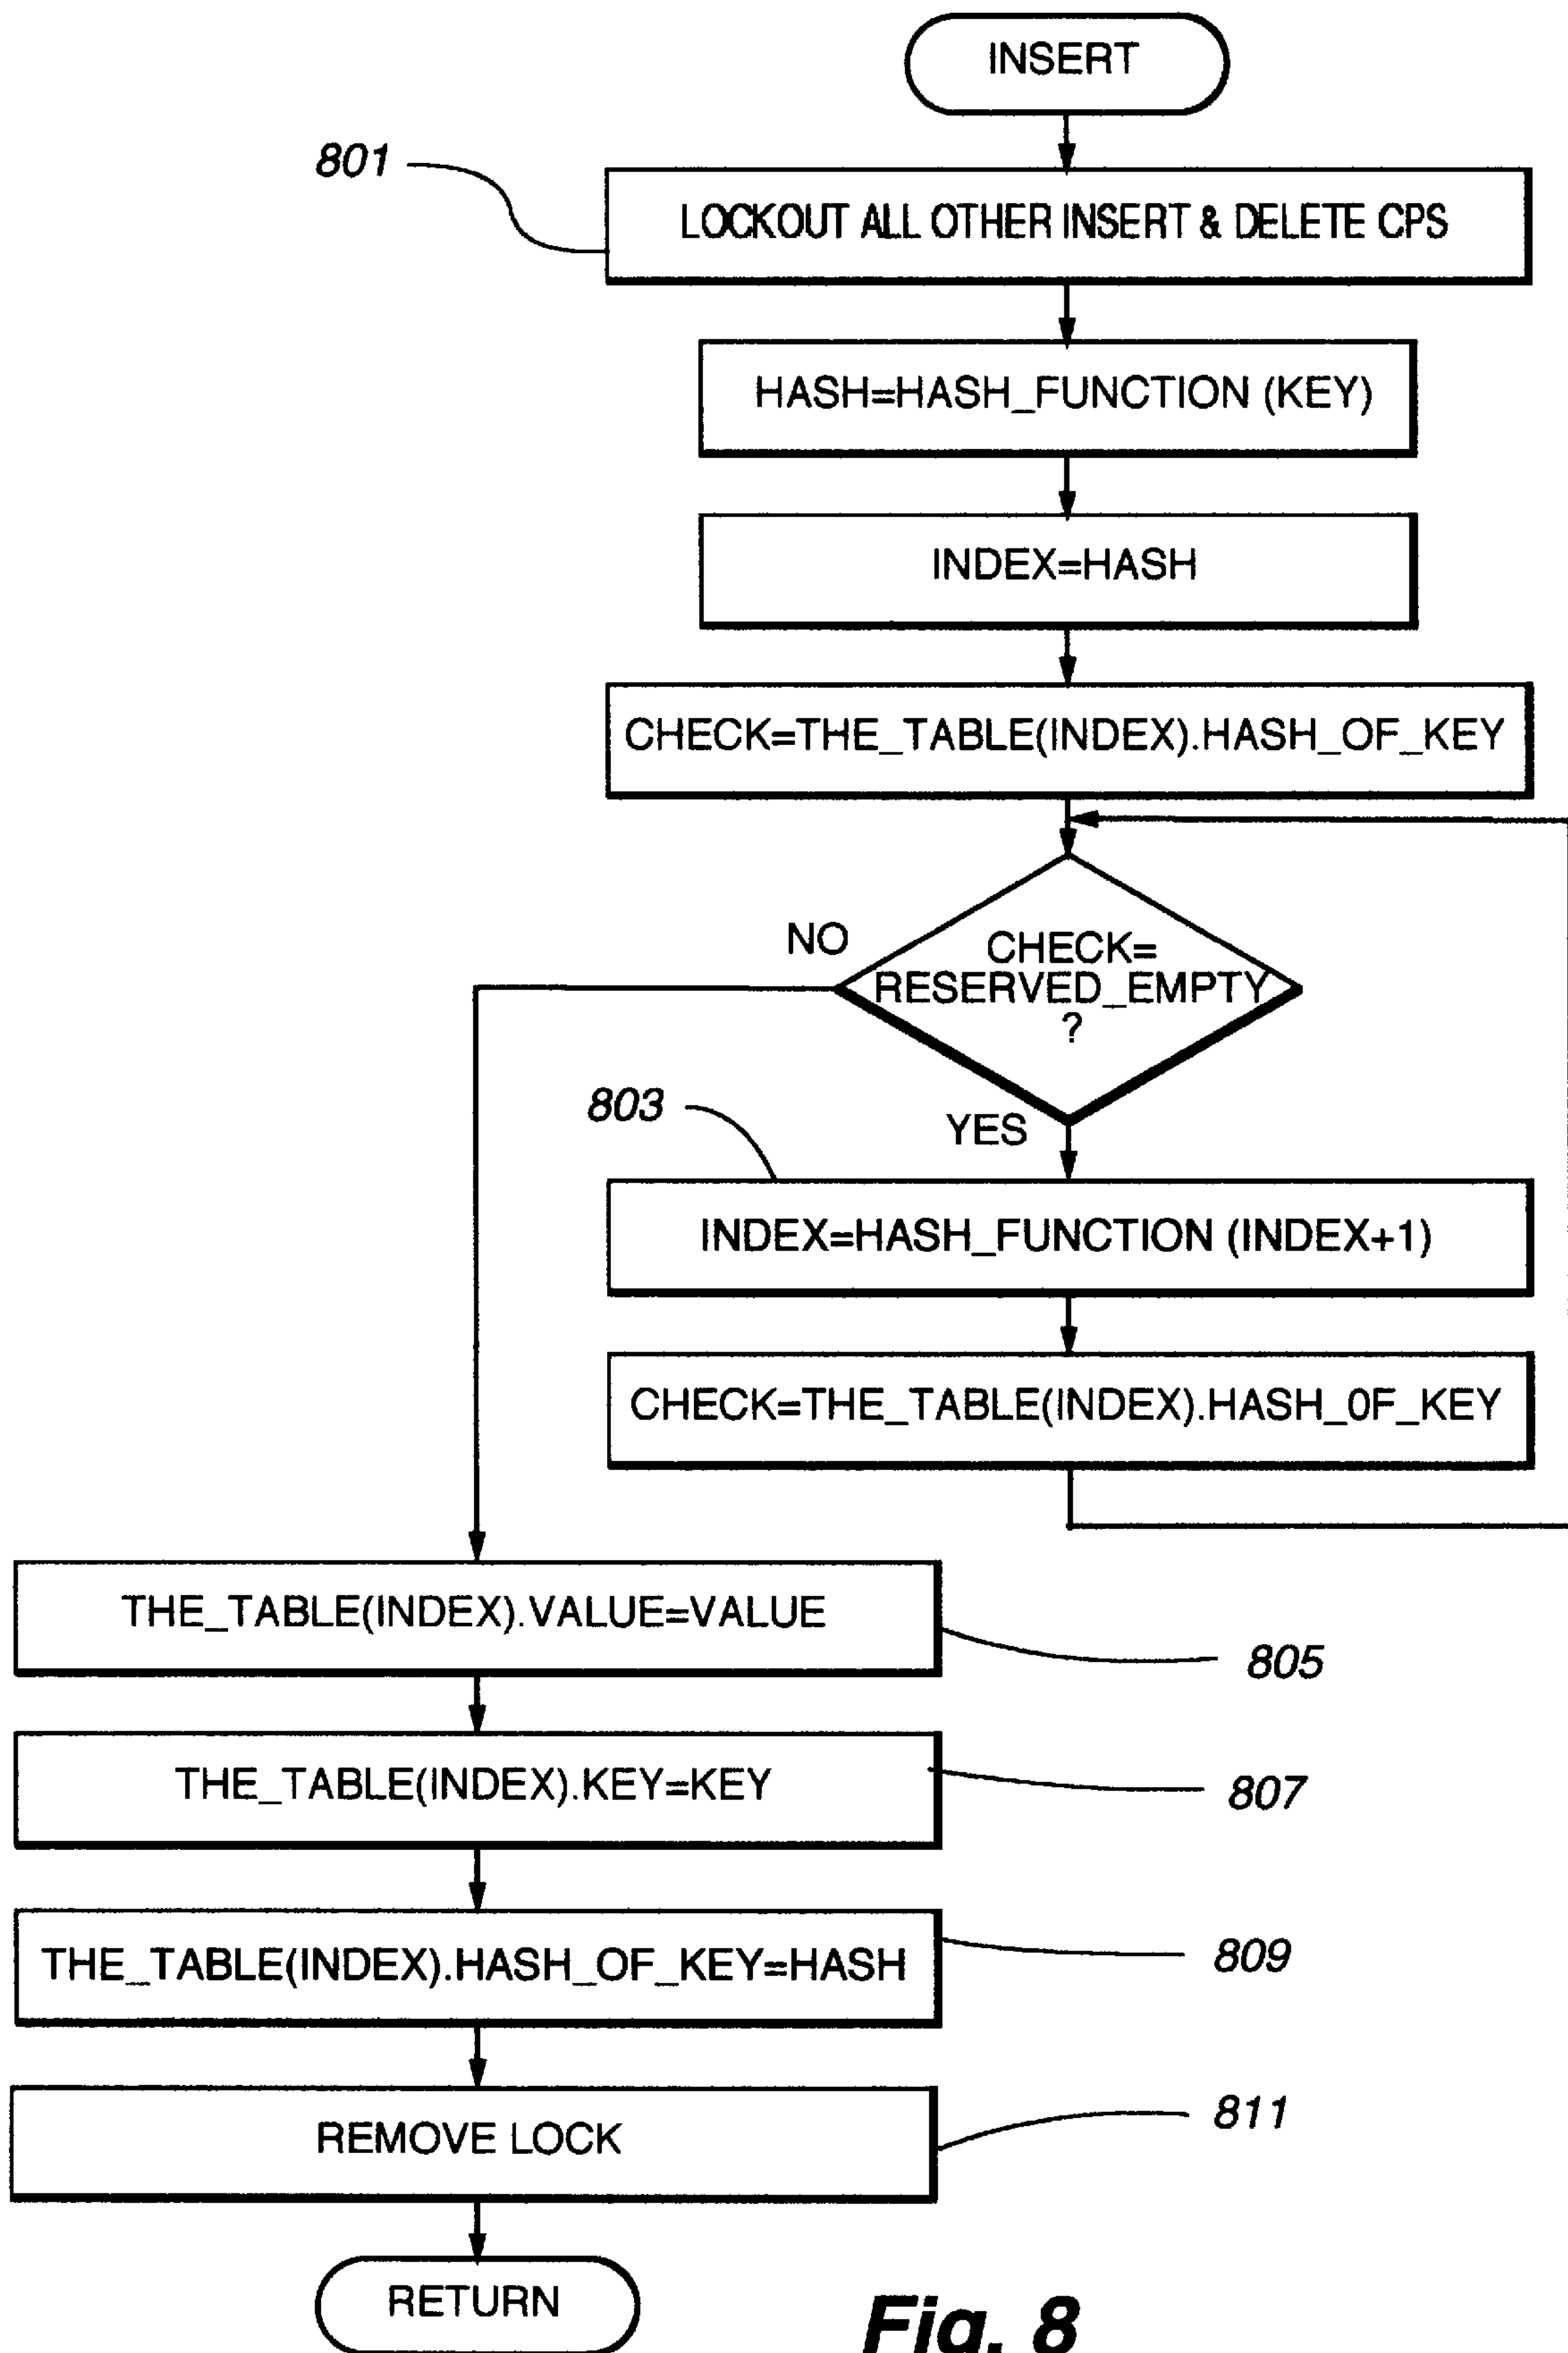 INSERT
801
LOCKOUT ALL OTHER INSERT & DELETE CPS
HASH=HASH_FUNCTION (KEY)
INDEX=HASH
CHECK=THE_TABLE(INDEX).HASH_OF_KEY
NO
CHECK=
RESERVED_EMPTY
?
803
YES
INDEX=HASH_FUNCTION (INDEX+1)
CHECK=THE_TABLE(INDEX).HASH_0F_KEY
THE_TABLE(INDEX).VALUE=VALUE
805
THE_TABLE(INDEX).KEY=KEY
807
THE_TABLE(INDEX).HASH_OF_KEY=HASH
809
REMOVE LOCK
811
RETURN
Fig. 8